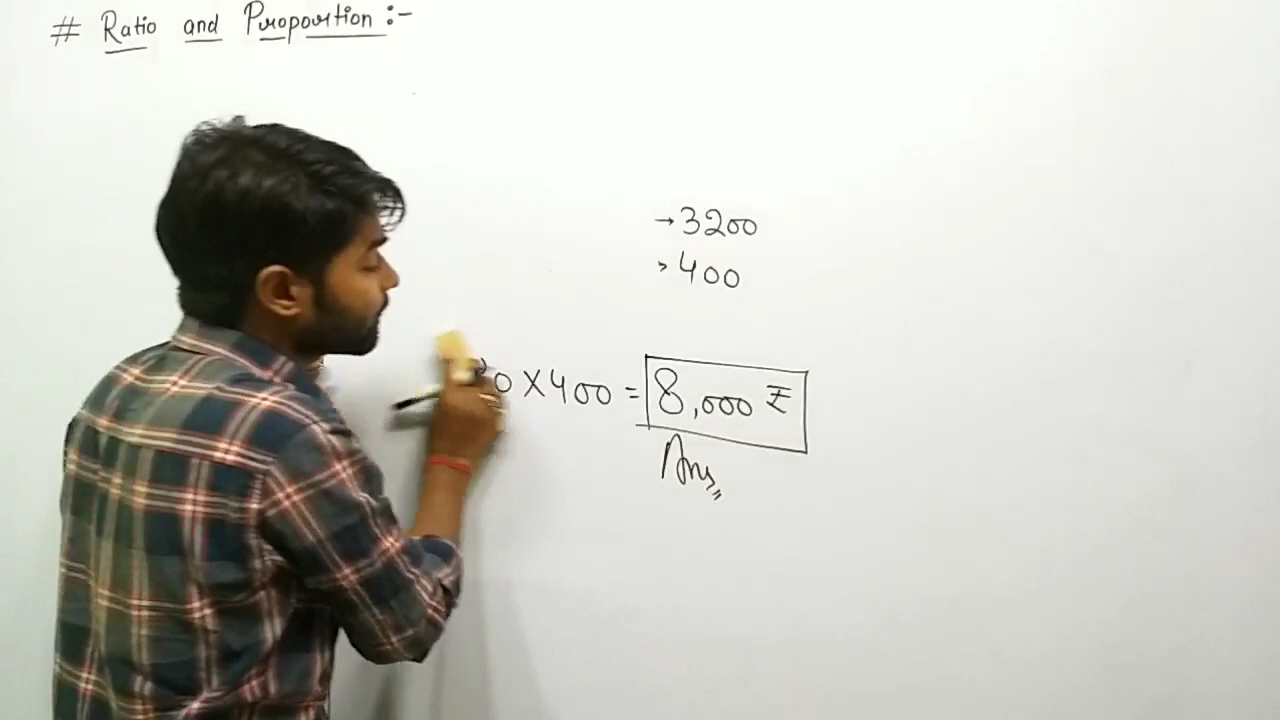 # Ratio and Proportion :-
→ 3200
> 400
0 X 400 = 8,000 ₹
Ans,,